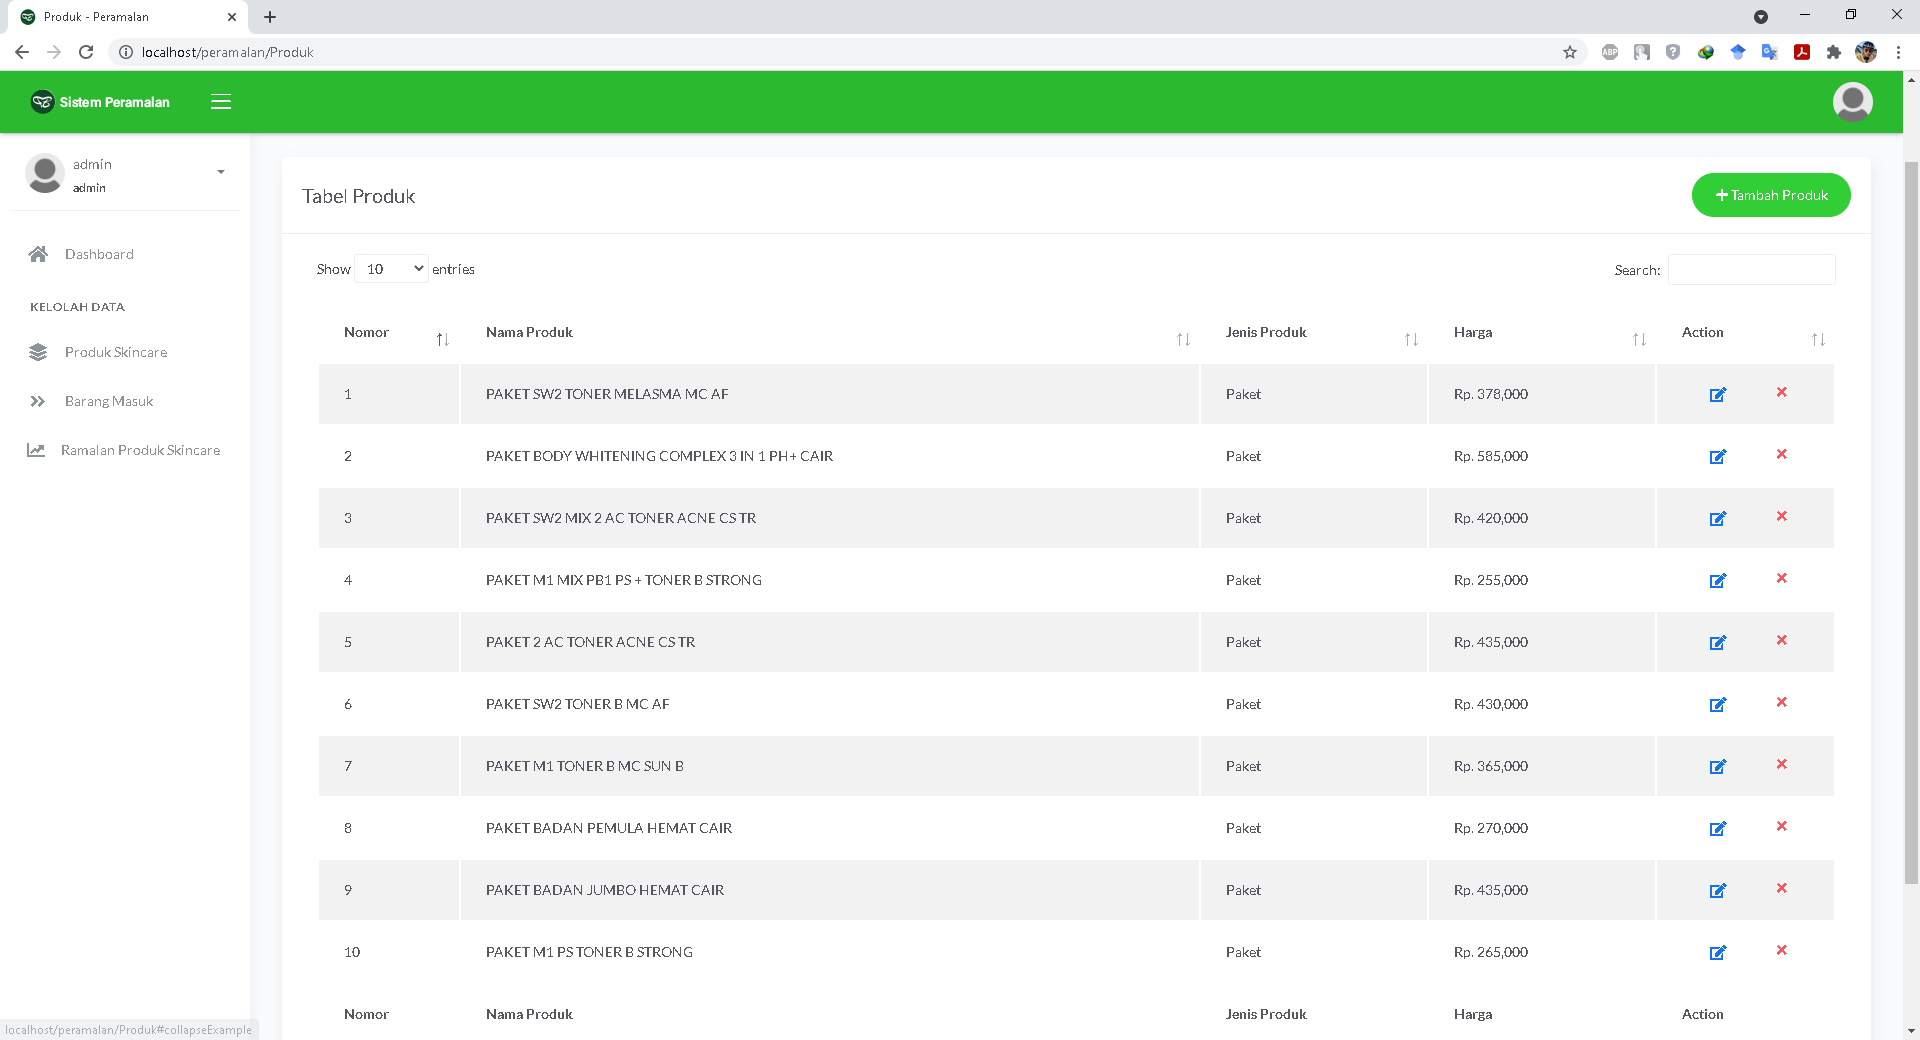 Produk - Peramalan
localhost/peramalan/Produk
ABP
Sistem Peramalan
admin
admin
Dashboard
KELOLAH DATA
Produk Skincare
Barang Masuk
Ramalan Produk Skincare
Tabel Produk
Tambah Produk
Show 10 entries
Search:
Nomor Nama Produk Jenis Produk Harga Action
1 PAKET SW2 TONER MELASMA MC AF Paket Rp. 378,000
2 PAKET BODY WHITENING COMPLEX 3 IN 1 PH+ CAIR Paket Rp. 585,000
3 PAKET SW2 MIX 2 AC TONER ACNE CS TR Paket Rp. 420,000
4 PAKET M1 MIX PB1 PS + TONER B STRONG Paket Rp. 255,000
5 PAKET 2 AC TONER ACNE CS TR Paket Rp. 435,000
6 PAKET SW2 TONER B MC AF Paket Rp. 430,000
7 PAKET M1 TONER B MC SUN B Paket Rp. 365,000
8 PAKET BADAN PEMULA HEMAT CAIR Paket Rp. 270,000
9 PAKET BADAN JUMBO HEMAT CAIR Paket Rp. 435,000
10 PAKET M1 PS TONER B STRONG Paket Rp. 265,000
Nomor Nama Produk Jenis Produk Harga Action
localhost/peramalan/Produk#collapseExample